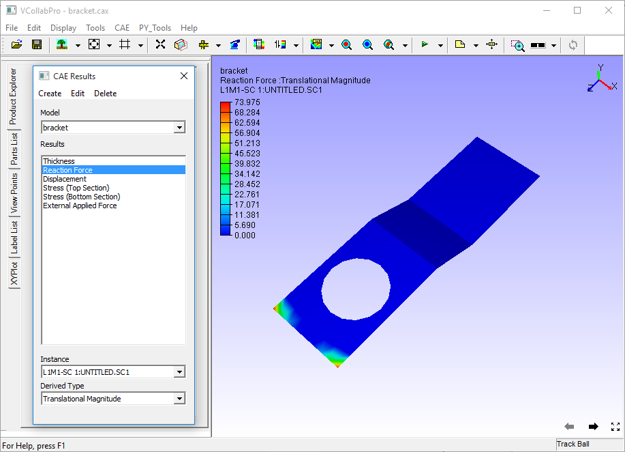 VCollabPro - bracket.cax
File Edit Display Tools CAE PY_Tools Help
Product Explorer
Parts List
View Points
Label List
XYPlot
CAE Results
Create Edit Delete
Model
bracket
Results
Thickness
Reaction Force
Displacement
Stress (Top Section)
Stress (Bottom Section)
External Applied Force
Instance
L1M1-SC 1:UNTITLED.SC1
Derived Type
Translational Magnitude
bracket
Reaction Force :Translational Magnitude
L1M1-SC 1:UNTITLED.SC1
73.975
68.284
62.594
56.904
51.213
45.523
39.832
34.142
28.452
22.761
17.071
11.381
5.690
0.000
Y
Z
X
For Help, press F1
Track Ball